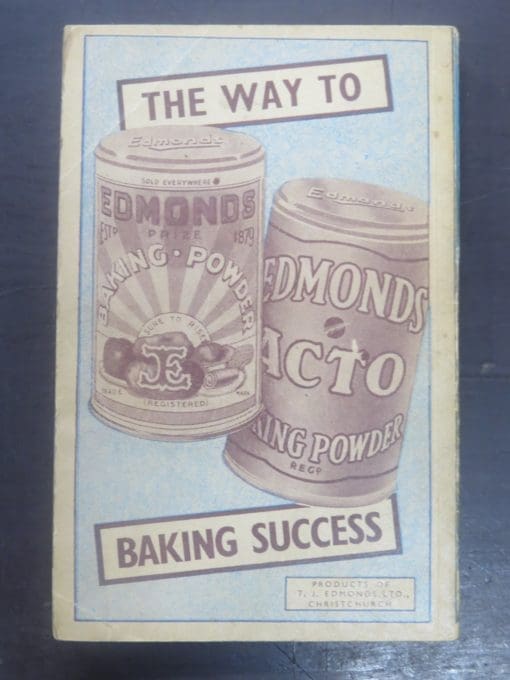 THE WAY TO
Edmonds
SOLD EVERYWHERE
EDMONDS
ESTD PRIZE 1879
BAKING · POWDER
SURE TO RISE
E
TRADE MARK
(REGISTERED)
Edmonds
EDMONDS
ACTO
KING POWDER
REGD
BAKING SUCCESS
PRODUCTS OF
T. J. EDMONDS, LTD.,
CHRISTCHURCH